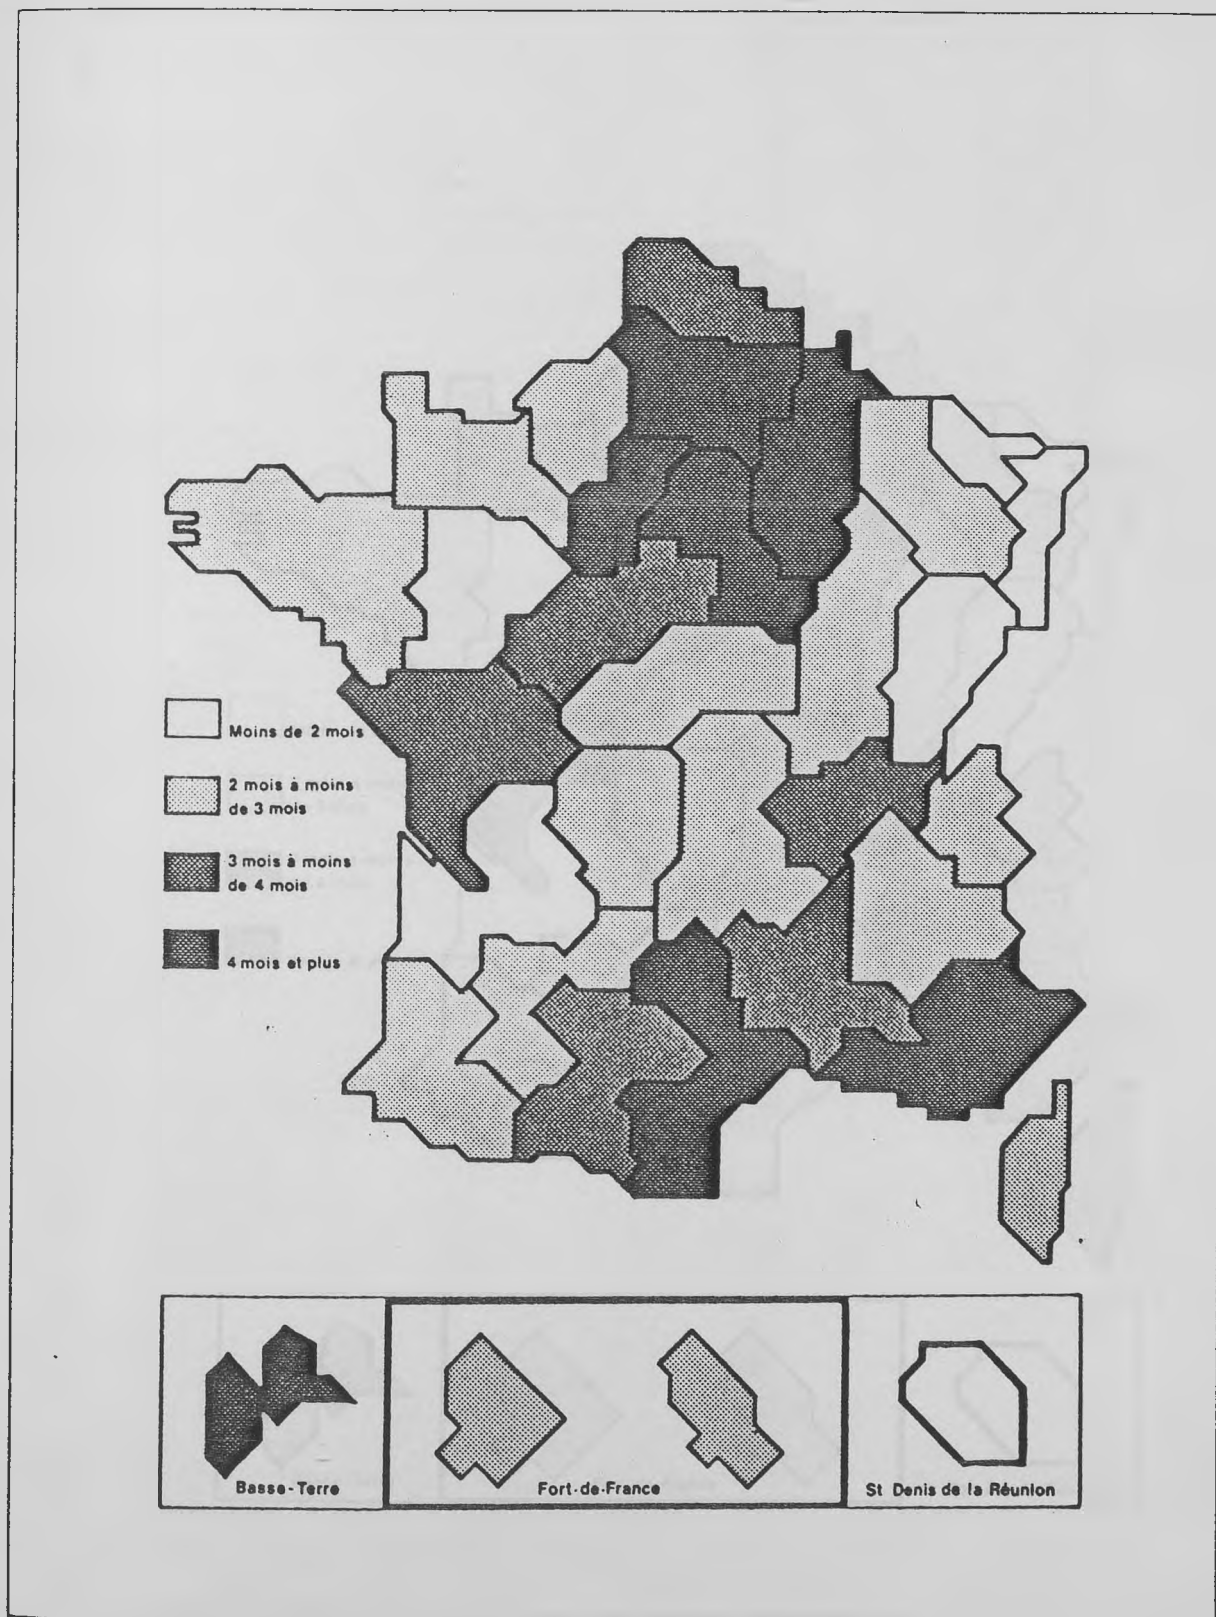 Moins de 2 mois
2 mois à moins
de 3 mois
3 mois à moins
de 4 mois
4 mois et plus
Basse-Terre
Fort-de-France
St Denis de la Réunion